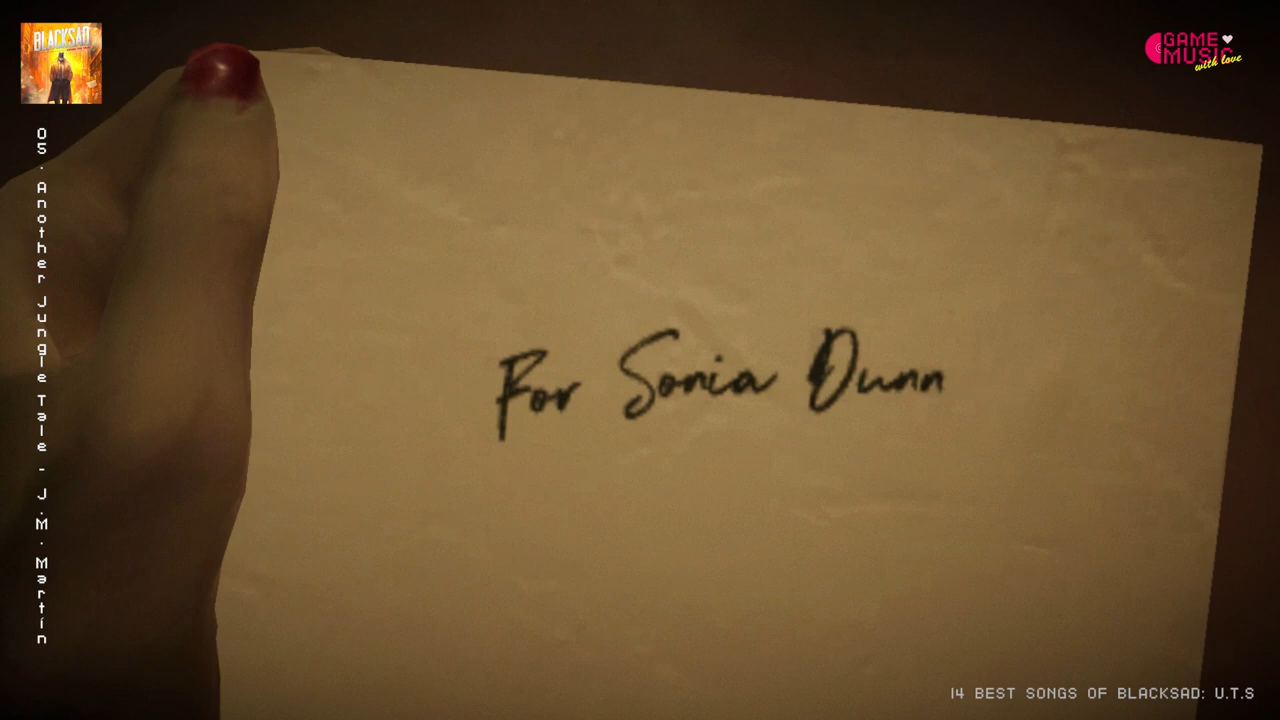 BLACKSAD
GAME
MUSIC
with love
05. Another Jungle Tale - J.M. Martín
For Sonia Dunn
14 BEST SONGS OF BLACKSAD: U.T.S